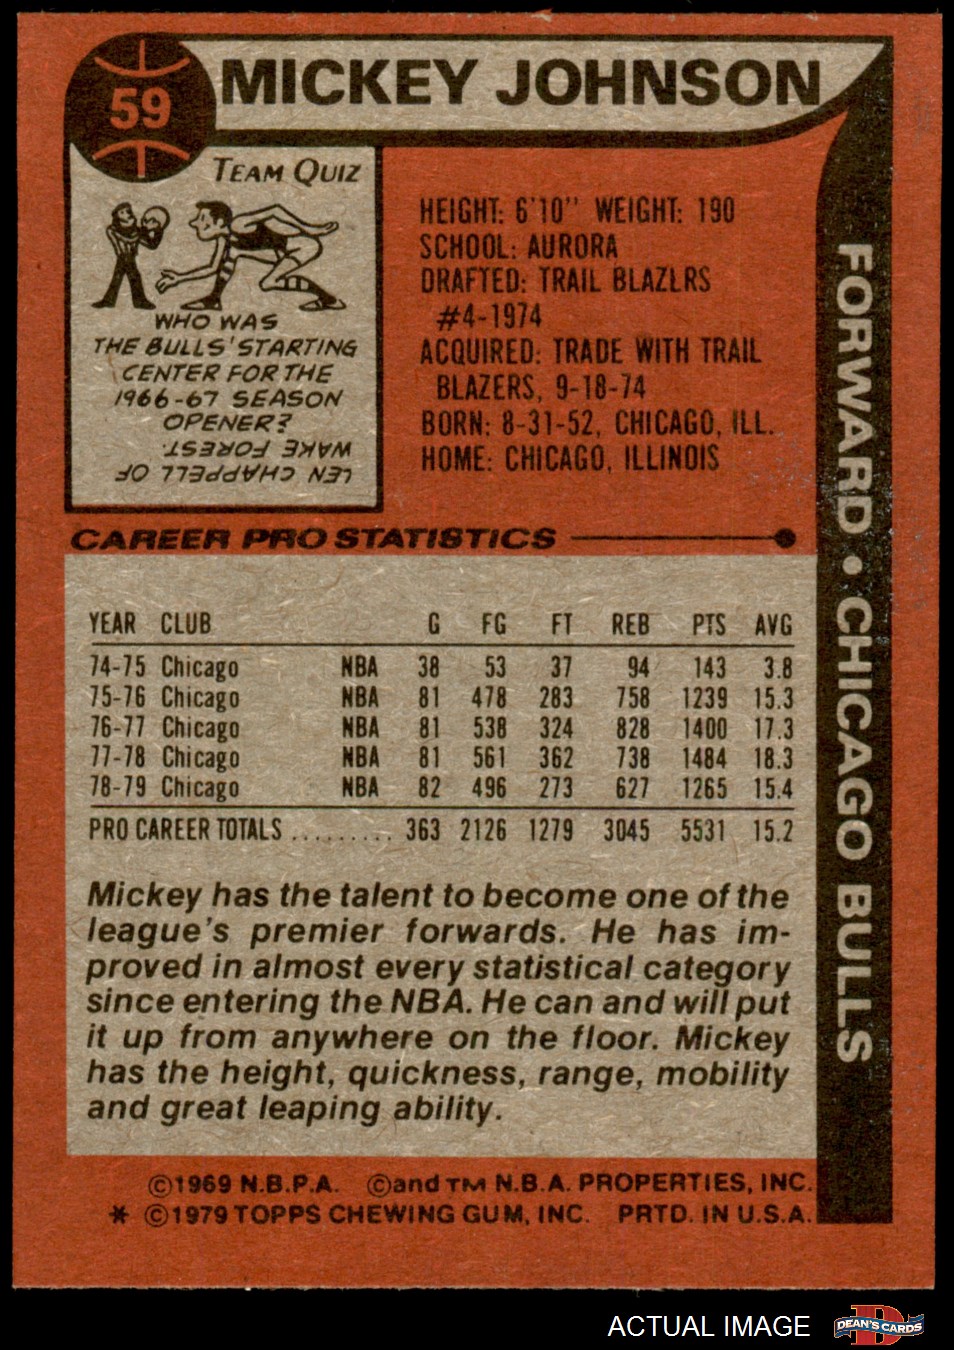 59
MICKEY JOHNSON
TEAM QUIZ
WHO WAS
THE BULLS' STARTING
CENTER FOR THE
1966-67 SEASON
OPENER?
LEN CHAPPELL OF
WAKE FOREST.
HEIGHT: 6'10" WEIGHT: 190
SCHOOL: AURORA
DRAFTED: TRAIL BLAZLRS
#4-1974
ACQUIRED: TRADE WITH TRAIL
BLAZERS, 9-18-74
BORN: 8-31-52, CHICAGO, ILL.
HOME: CHICAGO, ILLINOIS
FORWARD • CHICAGO BULLS
CAREER PRO STATISTICS
YEAR CLUB G FG FT REB PTS AVG
74-75 Chicago NBA 38 53 37 94 143 3.8
75-76 Chicago NBA 81 478 283 758 1239 15.3
76-77 Chicago NBA 81 538 324 828 1400 17.3
77-78 Chicago NBA 81 561 362 738 1484 18.3
78-79 Chicago NBA 82 496 273 627 1265 15.4
PRO CAREER TOTALS ......... 363 2126 1279 3045 5531 15.2
Mickey has the talent to become one of the
league's premier forwards. He has im-
proved in almost every statistical category
since entering the NBA. He can and will put
it up from anywhere on the floor. Mickey
has the height, quickness, range, mobility
and great leaping ability.
©1969 N.B.P.A. ©and TM N.B.A. PROPERTIES, INC.
* ©1979 TOPPS CHEWING GUM, INC. PRTD. IN U.S.A.
ACTUAL IMAGE
D
DEAN'S CARDS